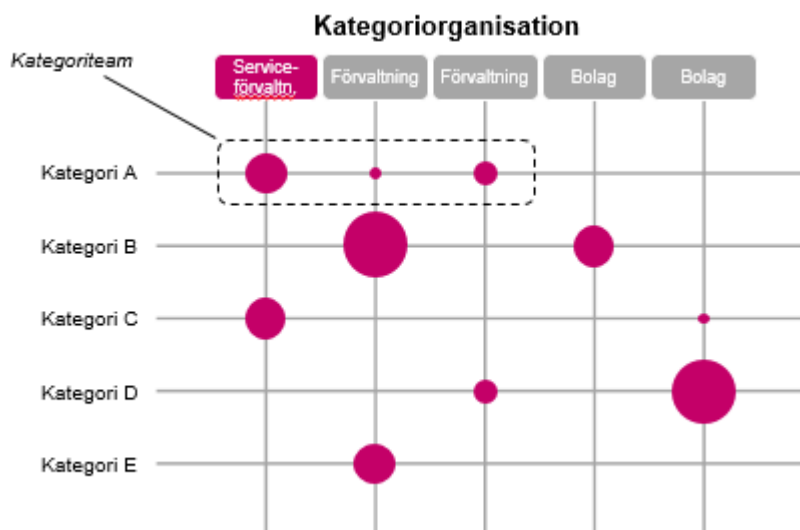 Kategoriorganisation
Kategoriteam
Service-
förvaltn.
Förvaltning
Förvaltning
Bolag
Bolag
Kategori A
Kategori B
Kategori C
Kategori D
Kategori E